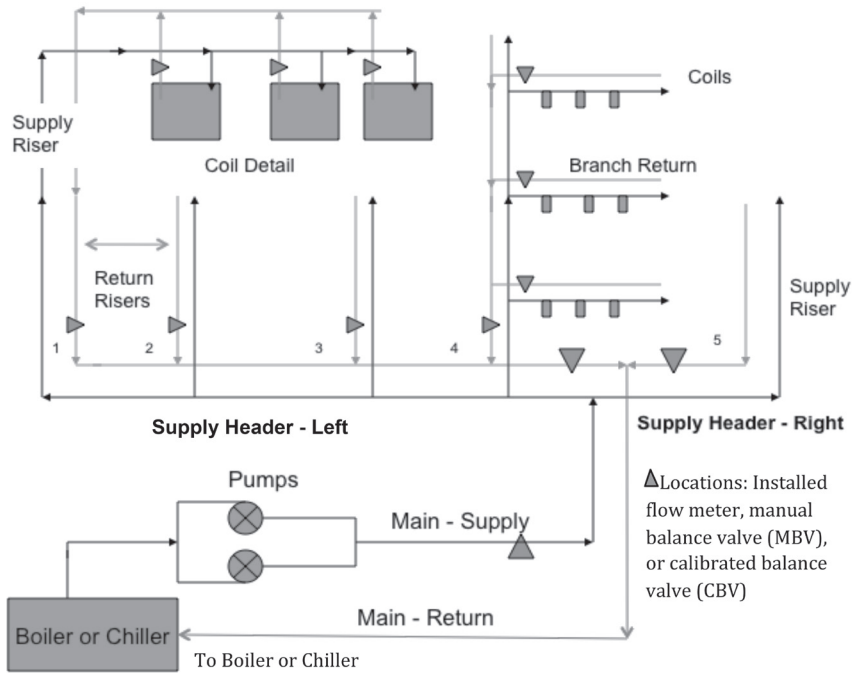 Supply
Riser
Coil Detail
Coils
Branch Return
Return
Risers
Supply
Riser
1
2
3
4
5
Supply Header - Left
Supply Header - Right
Pumps
Main - Supply
Locations: Installed
flow meter, manual
balance valve (MBV),
or calibrated balance
valve (CBV)
Boiler or Chiller
Main - Return
To Boiler or Chiller